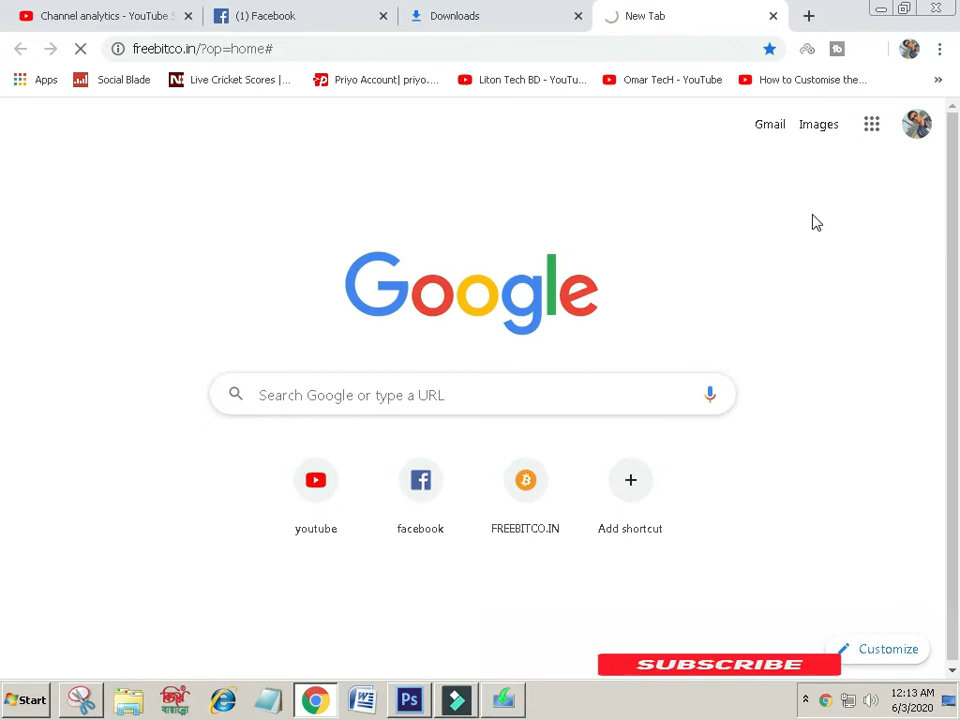 Channel analytics - YouTube S
(1) Facebook
Downloads
New Tab
freebitco.in/?op=home#
Apps
Social Blade
Live Cricket Scores |...
Priyo Account| priyo....
Liton Tech BD - YouTu...
Omar TecH - YouTube
How to Customise the...
Gmail
Images
Google
Search Google or type a URL
youtube
facebook
FREEBITCO.IN
Add shortcut
Customize
SUBSCRIBE
Start
Ps
12:13 AM
6/3/2020